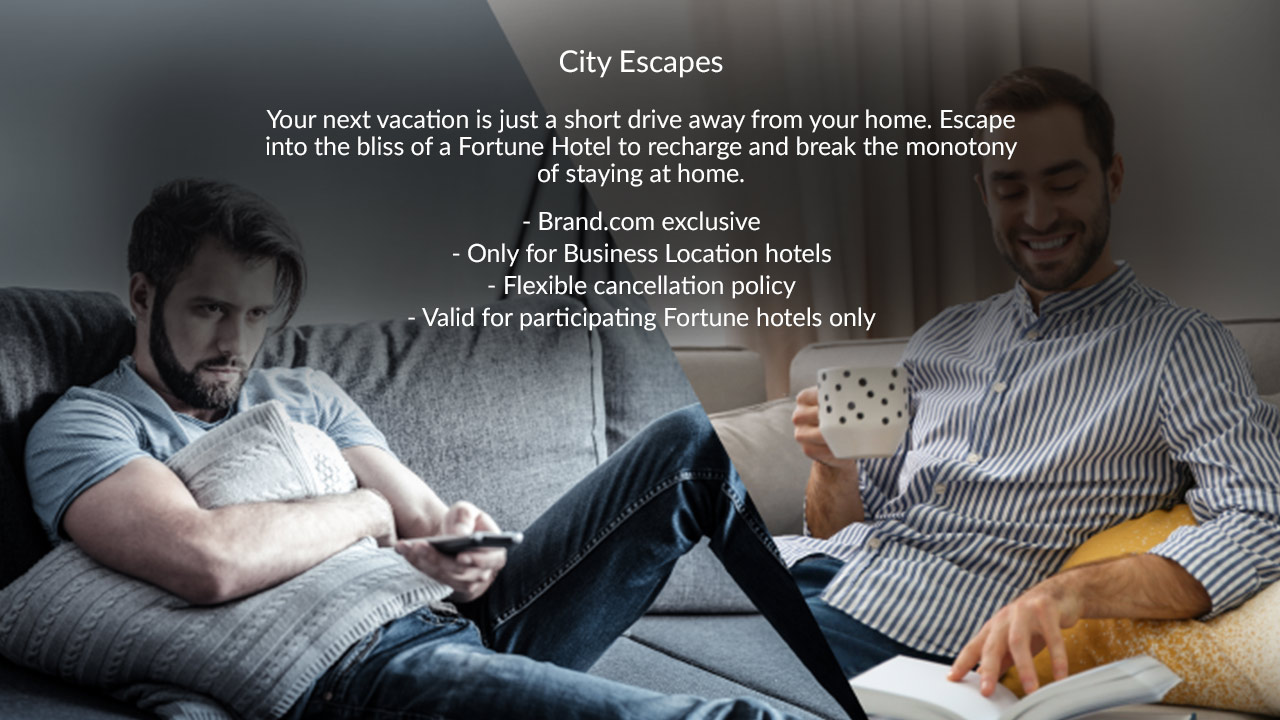 City Escapes
Your next vacation is just a short drive away from your home. Escape
into the bliss of a Fortune Hotel to recharge and break the monotony
of staying at home.
- Brand.com exclusive
- Only for Business Location hotels
- Flexible cancellation policy
- Valid for participating Fortune hotels only